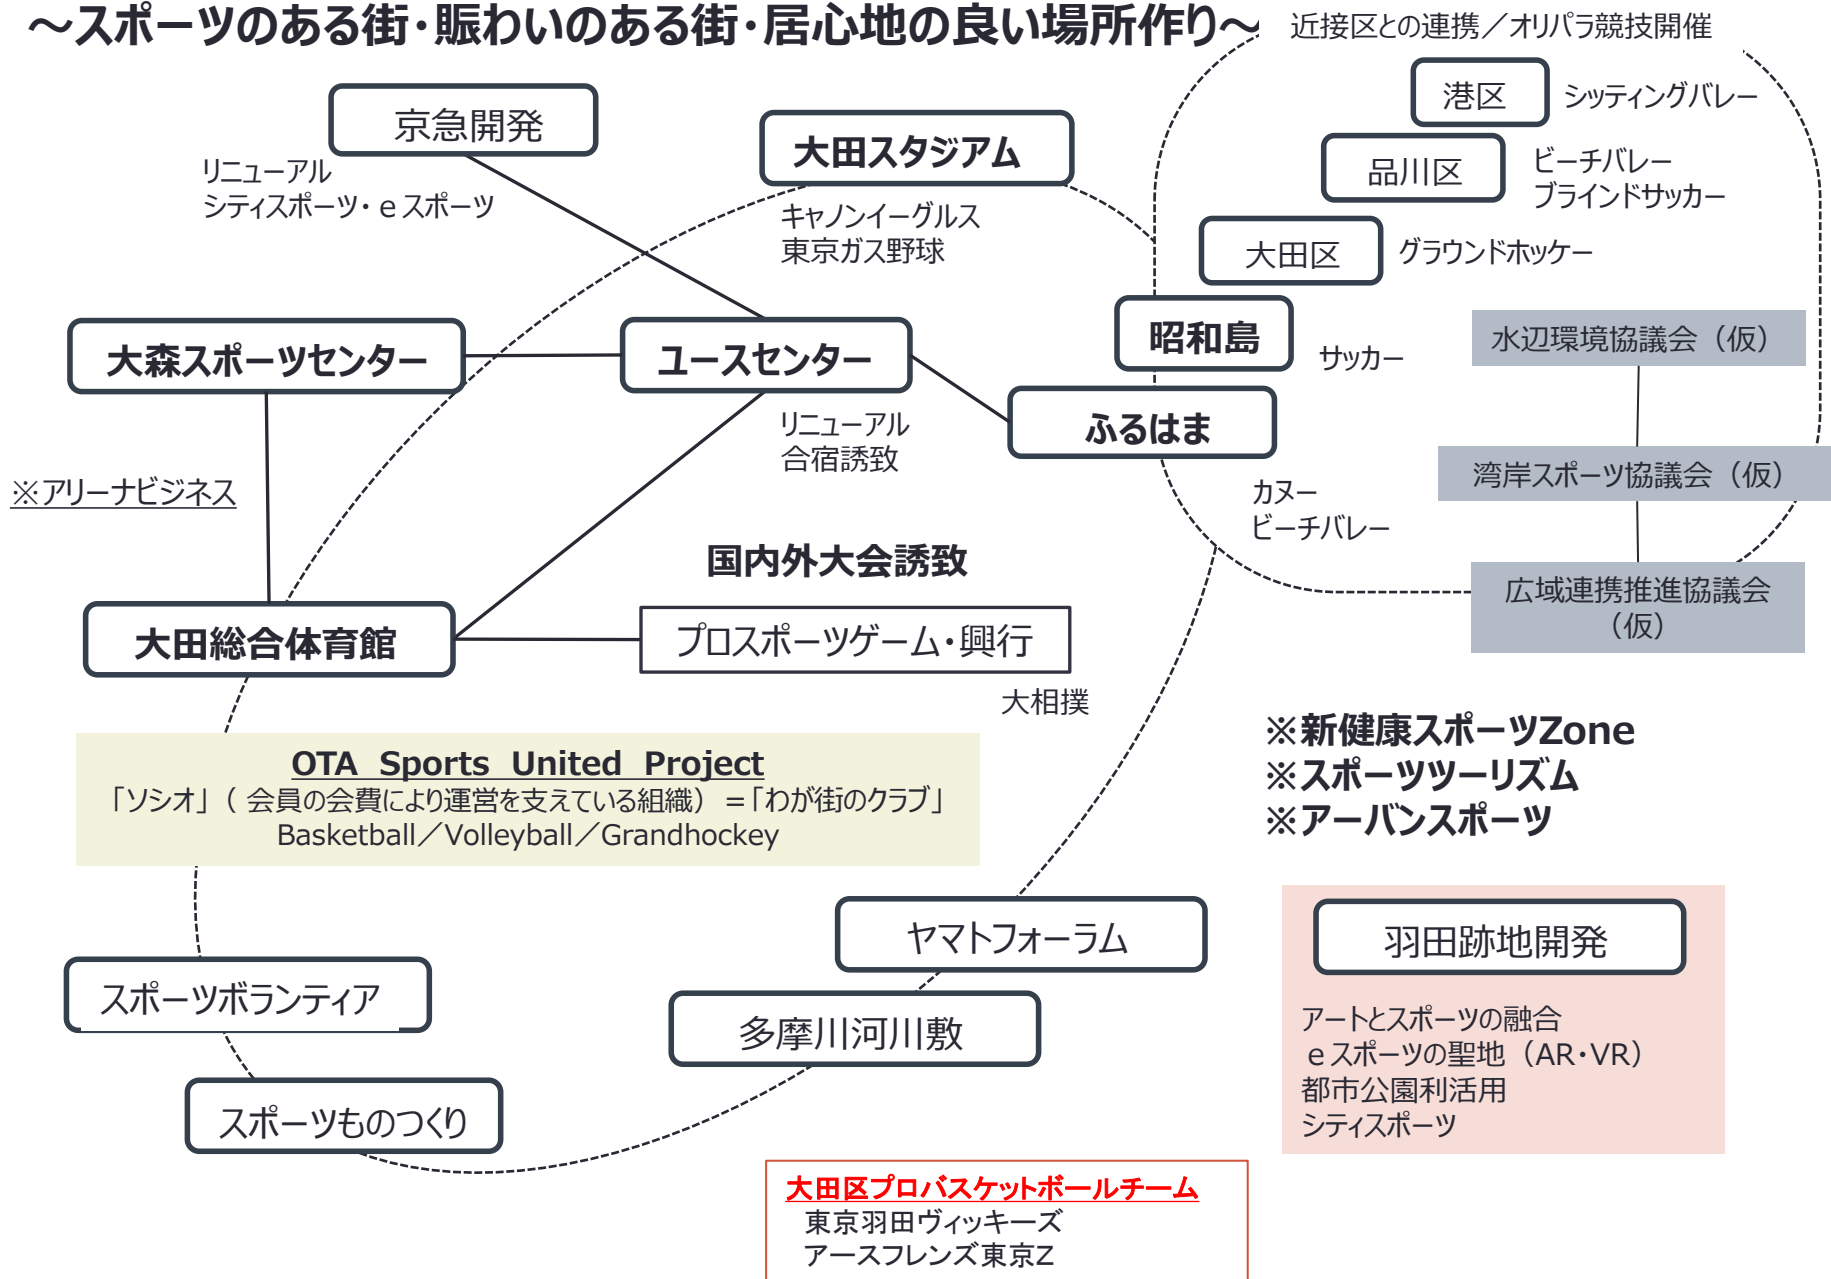 ～スポーツのある街・賑わいのある街・居心地の良い場所作り～
近接区との連携／オリパラ競技開催
港区
シッティングバレー
京急開発
大田スタジアム
品川区
ビーチバレー
ブラインドサッカー
リニューアル
シティスポーツ・ｅスポーツ
キャノンイーグルス
東京ガス野球
大田区
グラウンドホッケー
大森スポーツセンター
ユースセンター
昭和島
サッカー
水辺環境協議会（仮）
ふるはま
リニューアル
合宿誘致
湾岸スポーツ協議会（仮）
※アリーナビジネス
カヌー
ビーチバレー
国内外大会誘致
広域連携推進協議会
（仮）
大田総合体育館
プロスポーツゲーム・興行
大相撲
※新健康スポーツZone
※スポーツツーリズム
※アーバンスポーツ
OTA Sports United Project
「ソシオ」（ 会員の会費により運営を支えている組織）＝「わが街のクラブ」
Basketball／Volleyball／Grandhockey
ヤマトフォーラム
羽田跡地開発
スポーツボランティア
多摩川河川敷
アートとスポーツの融合
ｅスポーツの聖地（AR・VR）
都市公園利活用
シティスポーツ
スポーツものつくり
大田区プロバスケットボールチーム
東京羽田ヴィッキーズ
アースフレンズ東京Z